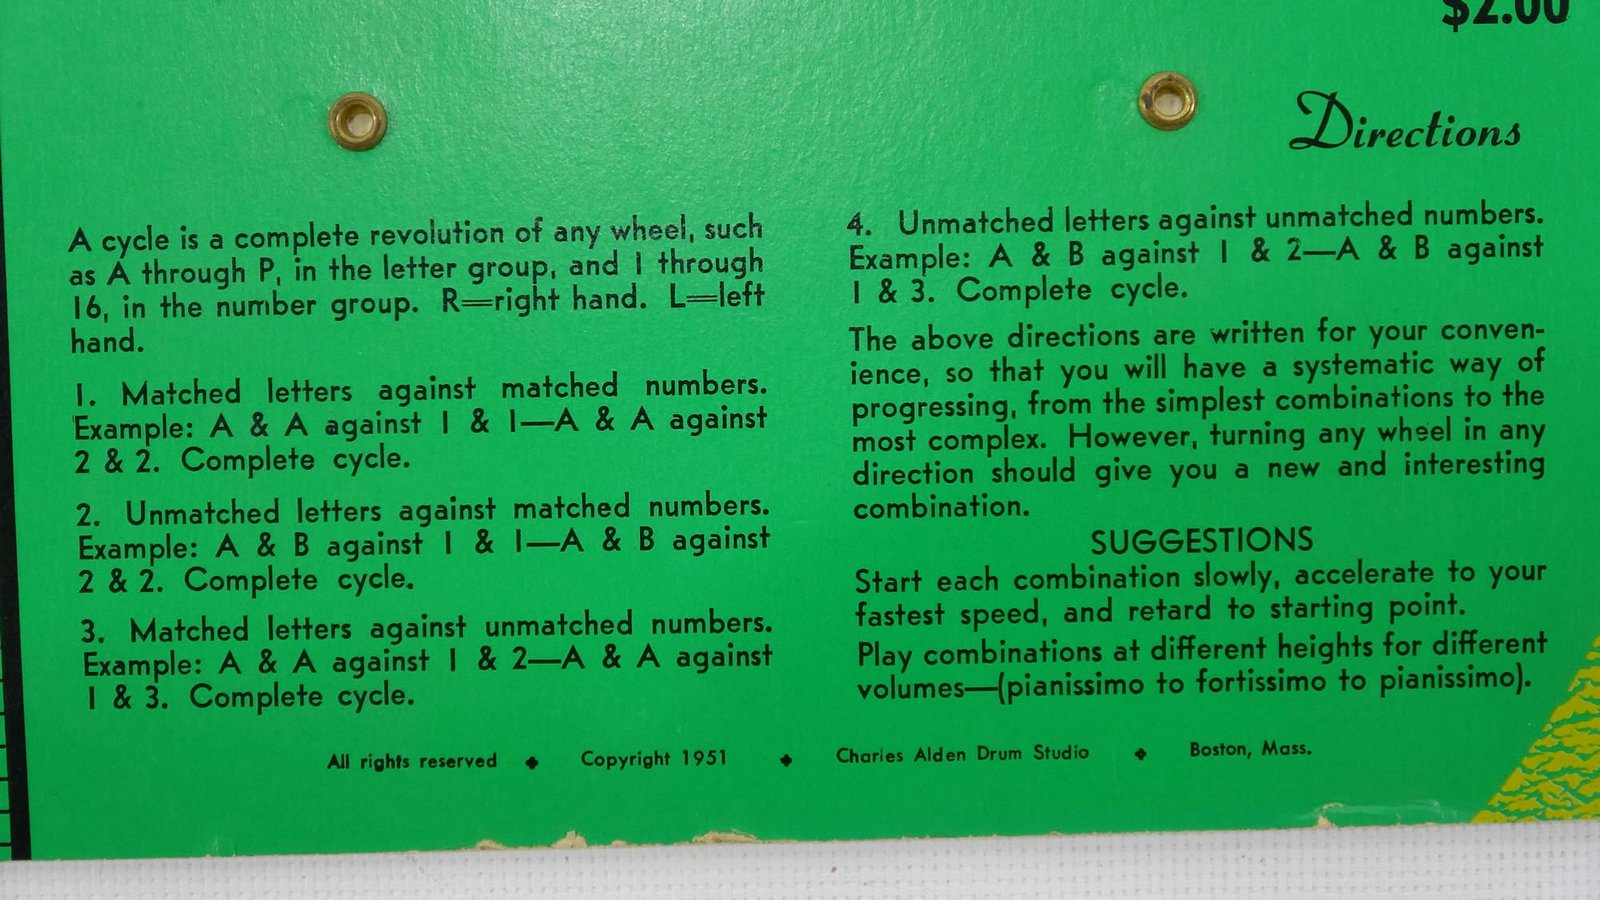 $2.00
Directions
A cycle is a complete revolution of any wheel, such
as A through P, in the letter group, and 1 through
16, in the number group. R=right hand. L=left
hand.
1. Matched letters against matched numbers.
Example: A & A against 1 & 1—A & A against
2 & 2. Complete cycle.
2. Unmatched letters against matched numbers.
Example: A & B against 1 & 1—A & B against
2 & 2. Complete cycle.
3. Matched letters against unmatched numbers.
Example: A & A against 1 & 2—A & A against
1 & 3. Complete cycle.
4. Unmatched letters against unmatched numbers.
Example: A & B against 1 & 2—A & B against
1 & 3. Complete cycle.
The above directions are written for your conven-
ience, so that you will have a systematic way of
progressing, from the simplest combinations to the
most complex. However, turning any wheel in any
direction should give you a new and interesting
combination.
SUGGESTIONS
Start each combination slowly, accelerate to your
fastest speed, and retard to starting point.
Play combinations at different heights for different
volumes—(pianissimo to fortissimo to pianissimo).
All rights reserved ♣ Copyright 1951 ♣ Charles Alden Drum Studio ♣ Boston, Mass.